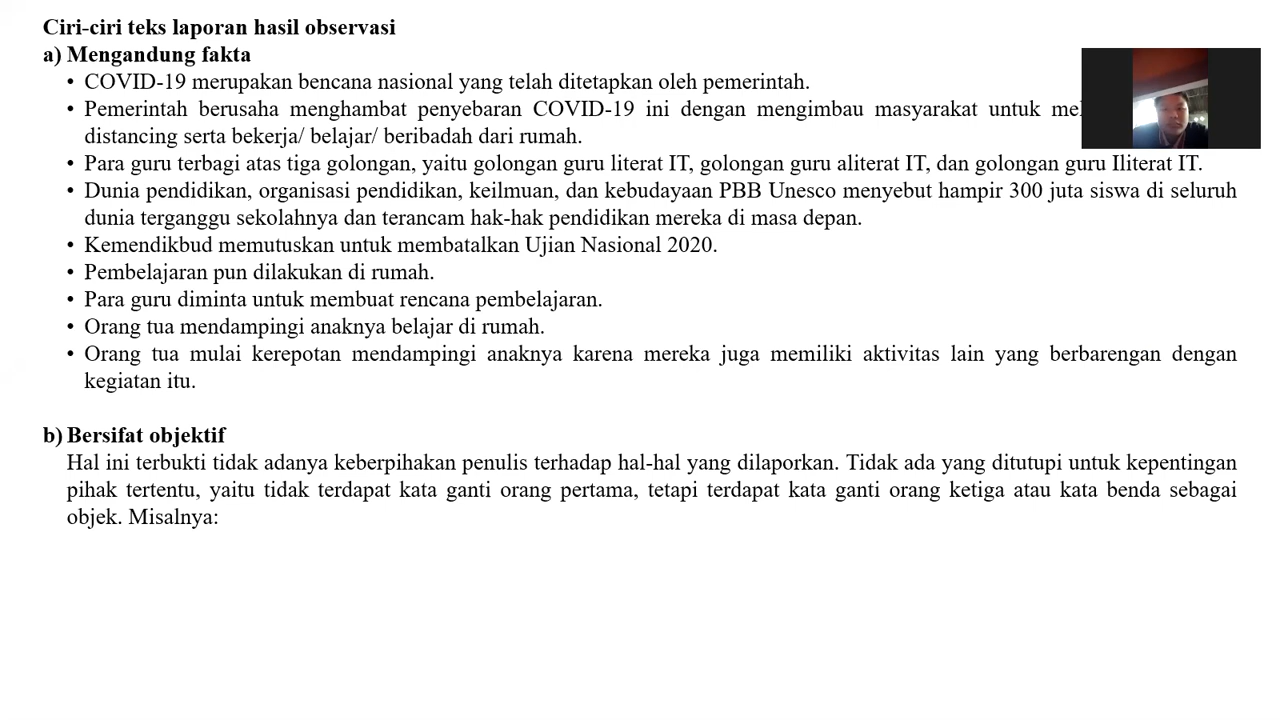 Ciri-ciri teks laporan hasil observasi
a) Mengandung fakta
• COVID-19 merupakan bencana nasional yang telah ditetapkan oleh pemerintah.
• Pemerintah berusaha menghambat penyebaran COVID-19 ini dengan mengimbau masyarakat untuk
distancing serta bekerja/ belajar/ beribadah dari rumah.
• Para guru terbagi atas tiga golongan, yaitu golongan guru literat IT, golongan guru aliterat IT, dan golongan guru Iliterat IT.
• Dunia pendidikan, organisasi pendidikan, keilmuan, dan kebudayaan PBB Unesco menyebut hampir 300 juta siswa di seluruh
dunia terganggu sekolahnya dan terancam hak-hak pendidikan mereka di masa depan.
• Kemendikbud memutuskan untuk membatalkan Ujian Nasional 2020.
• Pembelajaran pun dilakukan di rumah.
• Para guru diminta untuk membuat rencana pembelajaran.
• Orang tua mendampingi anaknya belajar di rumah.
• Orang tua mulai kerepotan mendampingi anaknya karena mereka juga memiliki aktivitas lain yang berbarengan dengan
kegiatan itu.
b) Bersifat objektif
Hal ini terbukti tidak adanya keberpihakan penulis terhadap hal-hal yang dilaporkan. Tidak ada yang ditutupi untuk kepentingan
pihak tertentu, yaitu tidak terdapat kata ganti orang pertama, tetapi terdapat kata ganti orang ketiga atau kata benda sebagai
objek. Misalnya: